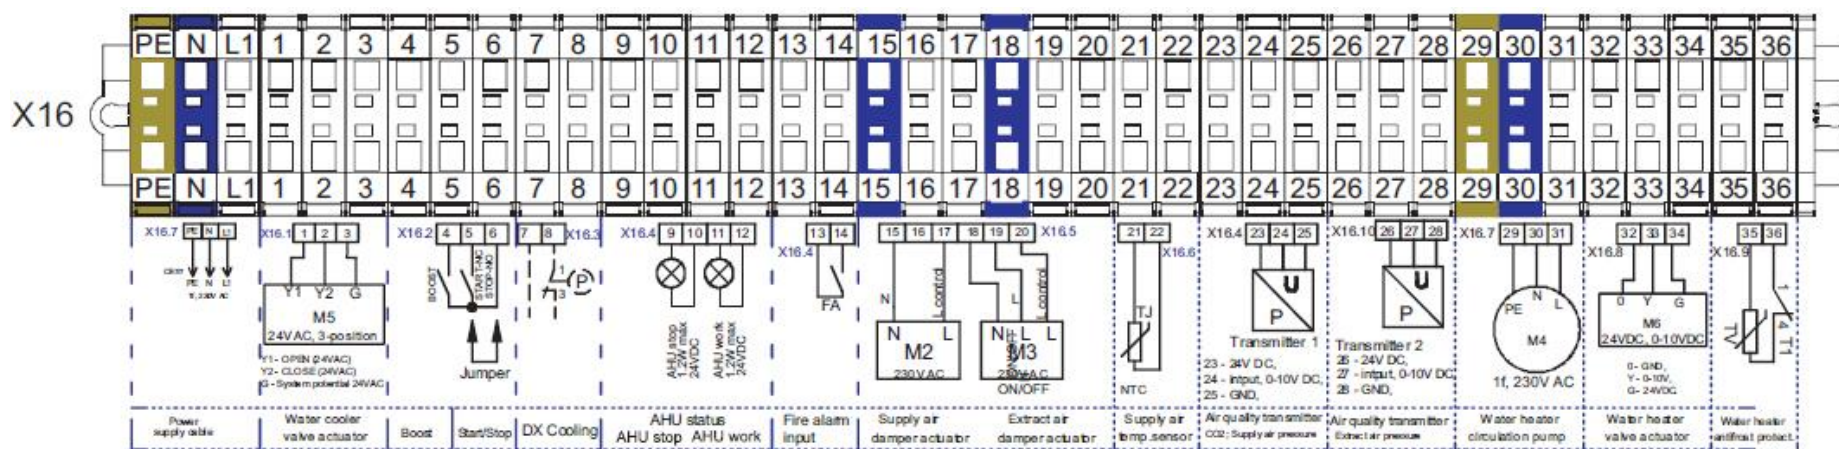 PE N L1 1 2 3 4 5 6 7 8 9 10 11 12 13 14 15 16 17 18 19 20 21 22 23 24 25 26 27 28 29 30 31 32 33 34 35 36
X16
PE N L1 1 2 3 4 5 6 7 8 9 10 11 12 13 14 15 16 17 18 19 20 21 22 23 24 25 26 27 28 29 30 31 32 33 34 35 36
X16.7 PE N L1
PE N L1
1f, 230V AC
Power
supply cable
X16.1 1 2 3
Y1 Y2 G
M5
24VAC, 3-position
Y1- OPEN (24VAC)
Y2- CLOSE (24VAC)
G- System potential 24VAC
Water cooler
valve actuator
X16.2 4 5 6
BOOST
START-NC
STOP-NO
Jumper
Boost
Start/Stop
7 8 X16.3
1
3
P
DX Cooling
X16.4 9 10 11 12
AHU stop
1.2W max
24VDC
AHU work
1.2W max
24VDC
AHU status
AHU stop AHU work
13 14
X16.4
FA
Fire alarm
input
15 16 17 18 19 20 X16.5
N
L control
L
L control
N L
M2
230V AC
N L L
M3
230VAC
ON/OFF
Supply air
damper actuator
Extract air
damper actuator
21 22
X16.6
TJ
NTC
Supply air
temp.sensor
X16.4 23 24 25
U
P
Transmitter 1
23 - 24V DC,
24 - intput, 0-10V DC,
25 - GND,
Air quality transmitter
CO2; Supply air pressure
X16.10 26 27 28
U
P
Transmitter 2
26 - 24V DC,
27 - intput, 0-10V DC,
28 - GND,
Air quality transmitter
Extract air pressure
X16.7 29 30 31
PE N L
M4
1f, 230V AC
Water heater
circulation pump
32 33 34
X16.8
0 Y G
M6
24VDC, 0-10VDC
0- GND,
Y- 0-10V,
G- 24VDC
Water heater
valve actuator
35 36
X16.9
1
4
TV
T1
Water heater
antifrost protect.